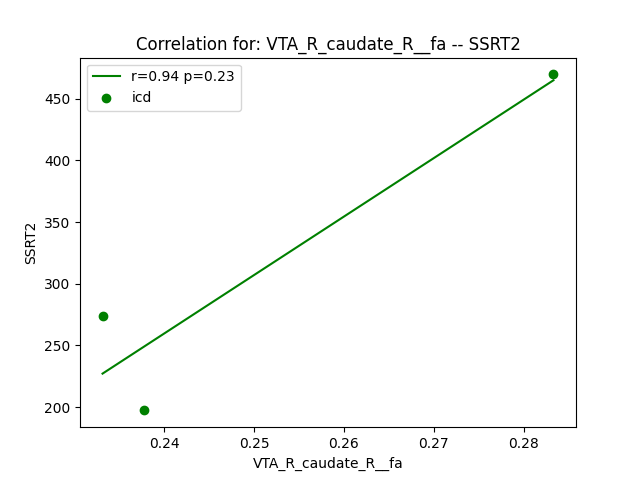 Correlation for: VTA_R_caudate_R__fa -- SSRT2
r=0.94 p=0.23
icd
SSRT2
450
400
350
300
250
200
0.24 0.25 0.26 0.27 0.28
VTA_R_caudate_R__fa